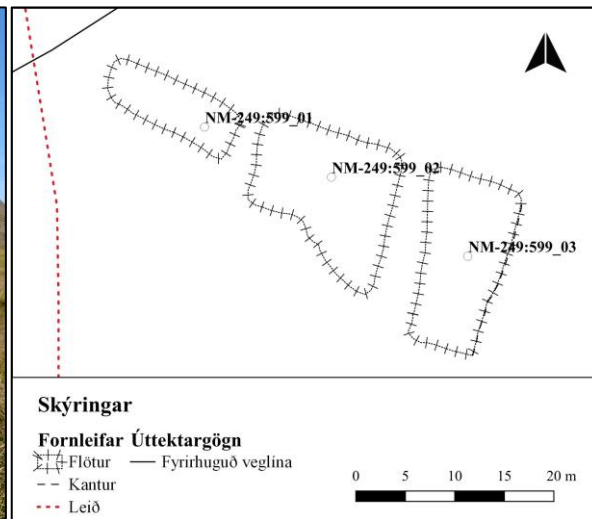 NM-249:599_01
NM-249:599_02
NM-249:599_03
Skýringar
Fornleifar Úttektargögn
Flötur Fyrirhuguð veglína
Kantur
Leið
0 5 10 15 20 m